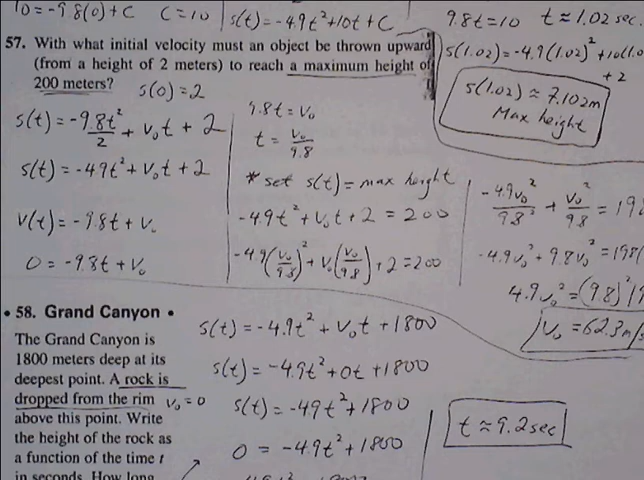 10=-9.8(0)+C C=10 s(t)=-4.9t²+10t+C 9.8t=10 t≈1.02 sec.
57. With what initial velocity must an object be thrown upward
(from a height of 2 meters) to reach a maximum height of
200 meters? s(0)=2
s(1.02)=-4.9(1.02)²+10(1.0
+2
s(1.02)≈7.102m
Max height
s(t)=-9.8t²/2+v₀t+2
s(t)=-4.9t²+v₀t+2
v(t)=-9.8t+v₀
0=-9.8t+v₀
9.8t=v₀
t=v₀/9.8
* set s(t)=max height
-4.9t²+v₀t+2=200
-4.9(v₀/9.8)²+v₀(v₀/9.8)+2=200
-4.9v₀²/9.8²+v₀²/9.8=198
-4.9v₀²+9.8v₀²=198(
4.9v₀²=(9.8)²19
v₀=62.3m/s
• 58. Grand Canyon •
The Grand Canyon is
1800 meters deep at its
deepest point. A rock is
dropped from the rim v₀=0
above this point. Write
the height of the rock as
a function of the time t
in seconds. How long
s(t)=-4.9t²+v₀t+1800
s(t)=-4.9t²+0t+1800
s(t)=-4.9t²+1800
0=-4.9t²+1800
t≈9.2sec